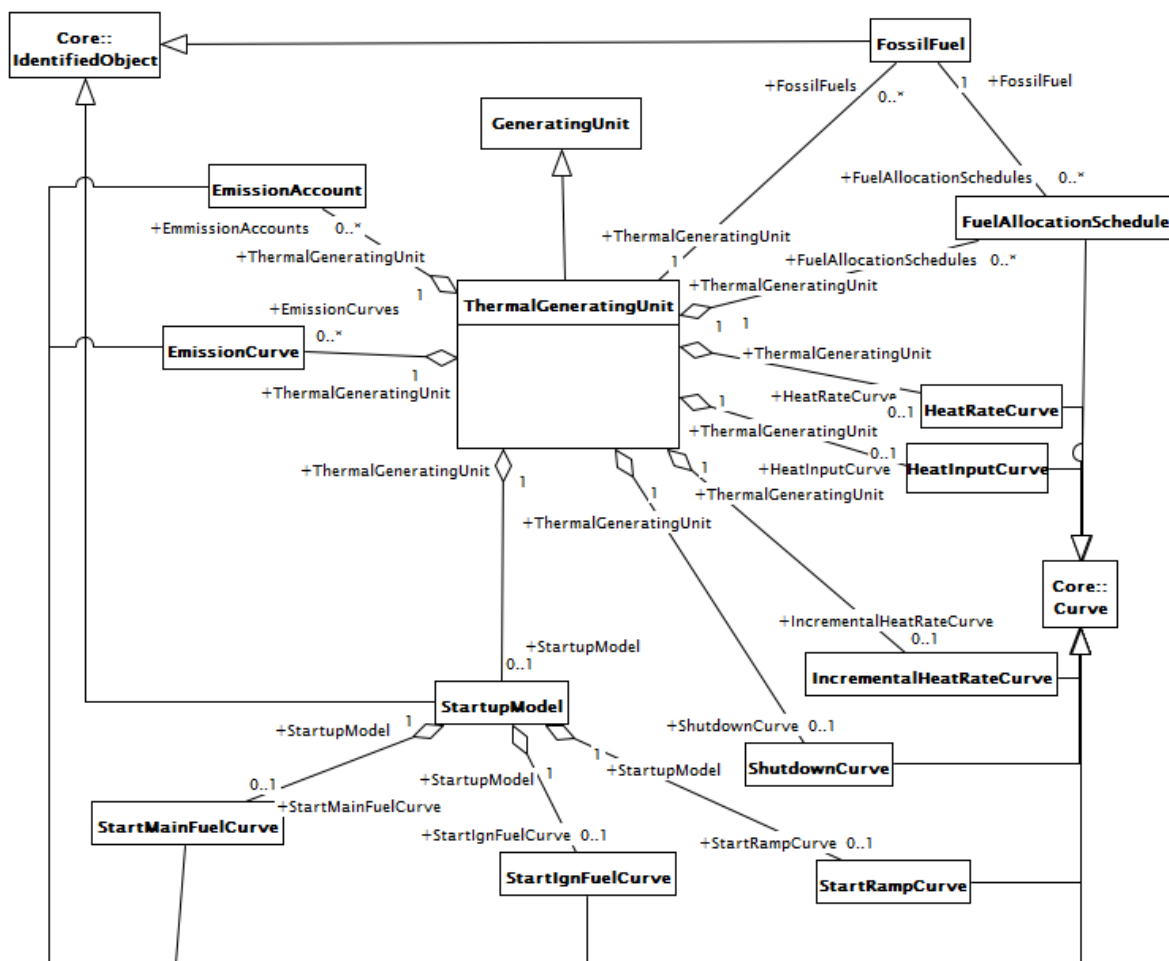 Core::
IdentifiedObject
FossilFuel
+FossilFuels
0..*
1
+FossilFuel
GeneratingUnit
EmissionAccount
+FuelAllocationSchedules
0..*
FuelAllocationSchedule
+EmmissionAccounts
0..*
+ThermalGeneratingUnit
+ThermalGeneratingUnit
1
+FuelAllocationSchedules
0..*
1
+ThermalGeneratingUnit
ThermalGeneratingUnit
+EmissionCurves
0..*
1
1
EmissionCurve
1
+ThermalGeneratingUnit
+ThermalGeneratingUnit
+HeatRateCurve
0..1
HeatRateCurve
1
+ThermalGeneratingUnit
0..1
+HeatInputCurve
HeatInputCurve
+ThermalGeneratingUnit
1
1
1
+ThermalGeneratingUnit
+ThermalGeneratingUnit
Core::
Curve
+IncrementalHeatRateCurve
0..1
+StartupModel
0..1
IncrementalHeatRateCurve
StartupModel
+StartupModel
1
+ShutdownCurve
0..1
ShutdownCurve
1
+StartupModel
1
+StartupModel
0..1
+StartMainFuelCurve
StartMainFuelCurve
+StartIgnFuelCurve
0..1
+StartRampCurve
0..1
StartIgnFuelCurve
StartRampCurve